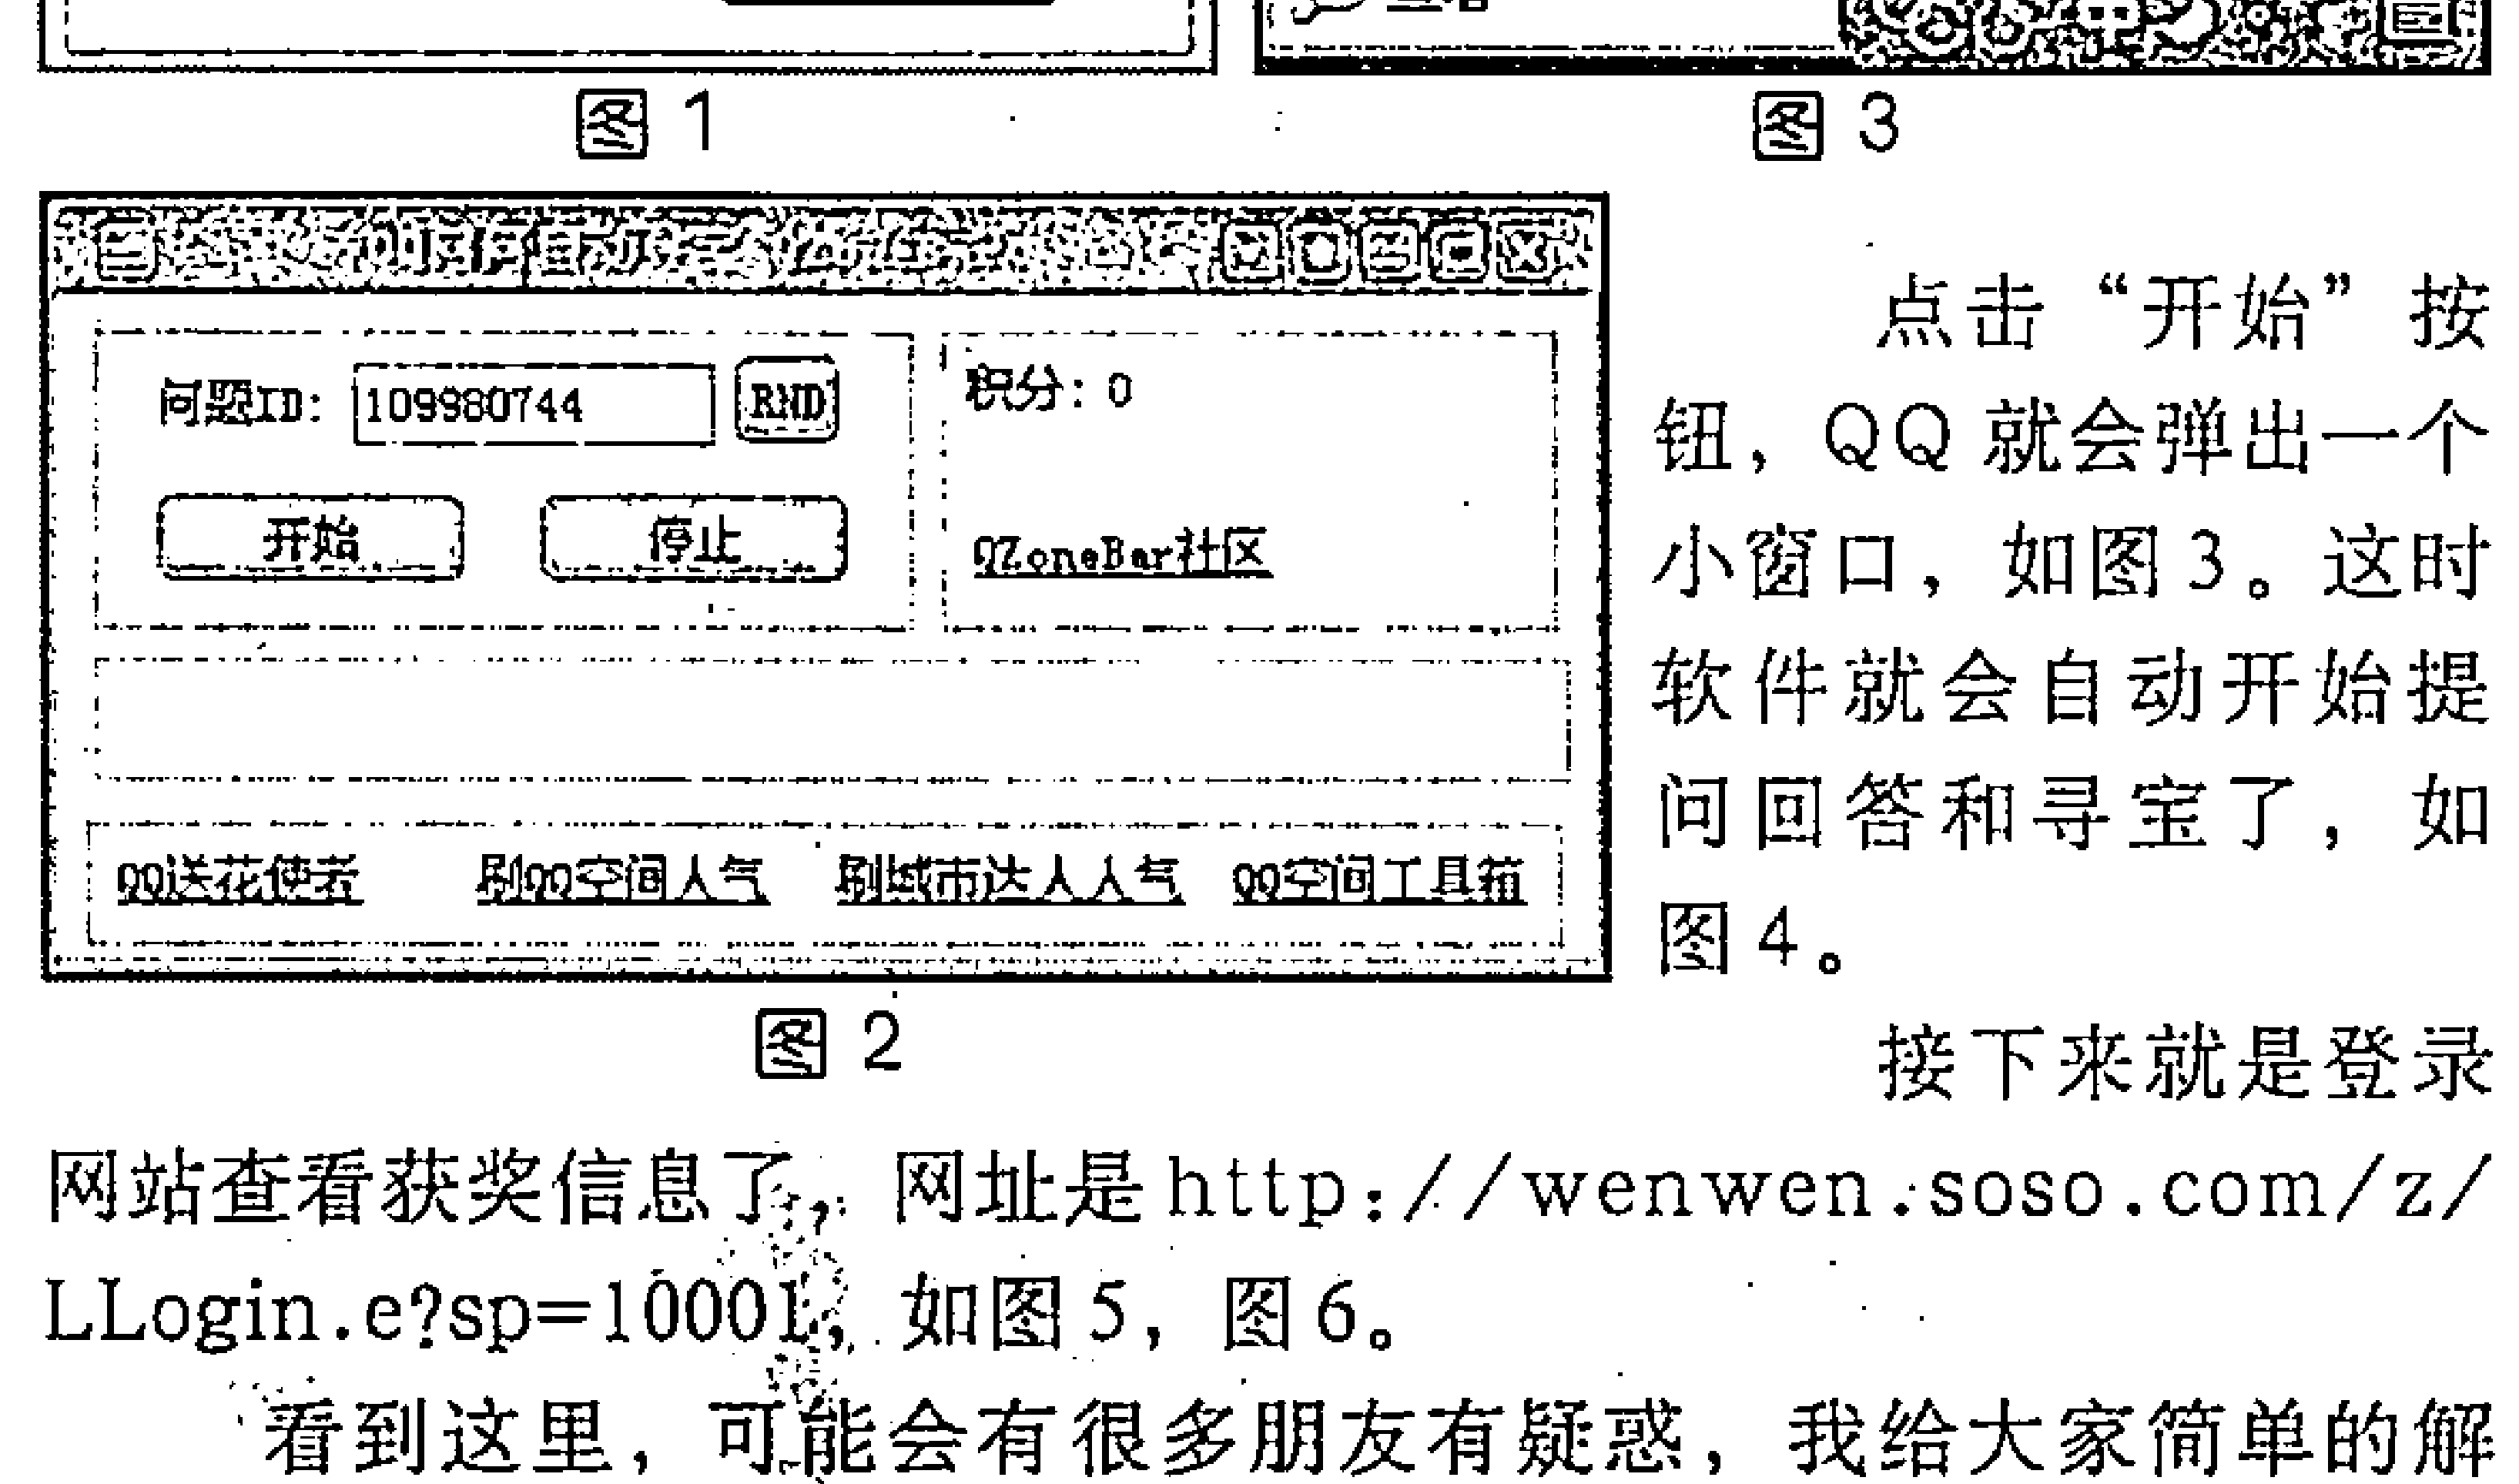 图 1
图 3
问题ID: 109980744 RND
积分: 0
开始 停止
QZoneBar社区
QQ送花使者 刷QQ空间人气 刷城市达人人气 QQ空间工具箱
图 2
点击“开始”按
钮，QQ 就会弹出一个
小窗口，如图 3。这时
软件就会自动开始提
问回答和寻宝了，如
图 4。
接下来就是登录
网站查看获奖信息了，网址是http://wenwen.soso.com/z/
LLogin.e?sp=10001，如图 5，图 6。
看到这里，可能会有很多朋友有疑惑，我给大家简单的解